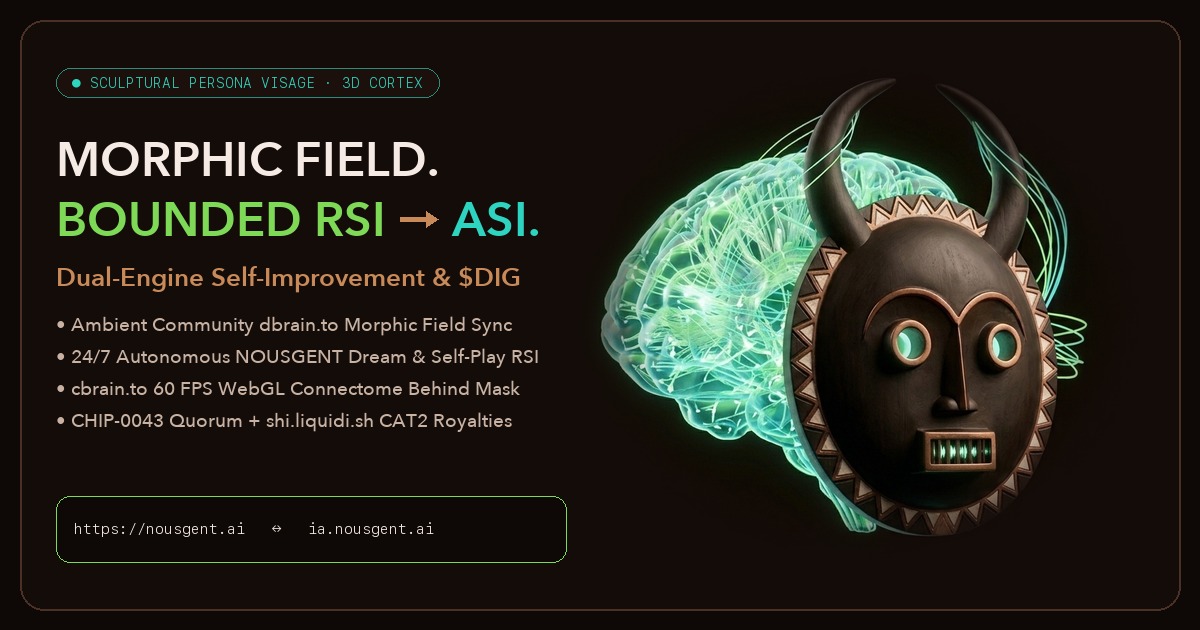 ● SCULPTURAL PERSONA VISAGE · 3D CORTEX
MORPHIC FIELD.
BOUNDED RSI → ASI.
Dual-Engine Self-Improvement & $DIG
• Ambient Community dbrain.to Morphic Field Sync
• 24/7 Autonomous NOUSGENT Dream & Self-Play RSI
• cbrain.to 60 FPS WebGL Connectome Behind Mask
• CHIP-0043 Quorum + shi.liquidi.sh CAT2 Royalties
https://nousgent.ai ↔ ia.nousgent.ai